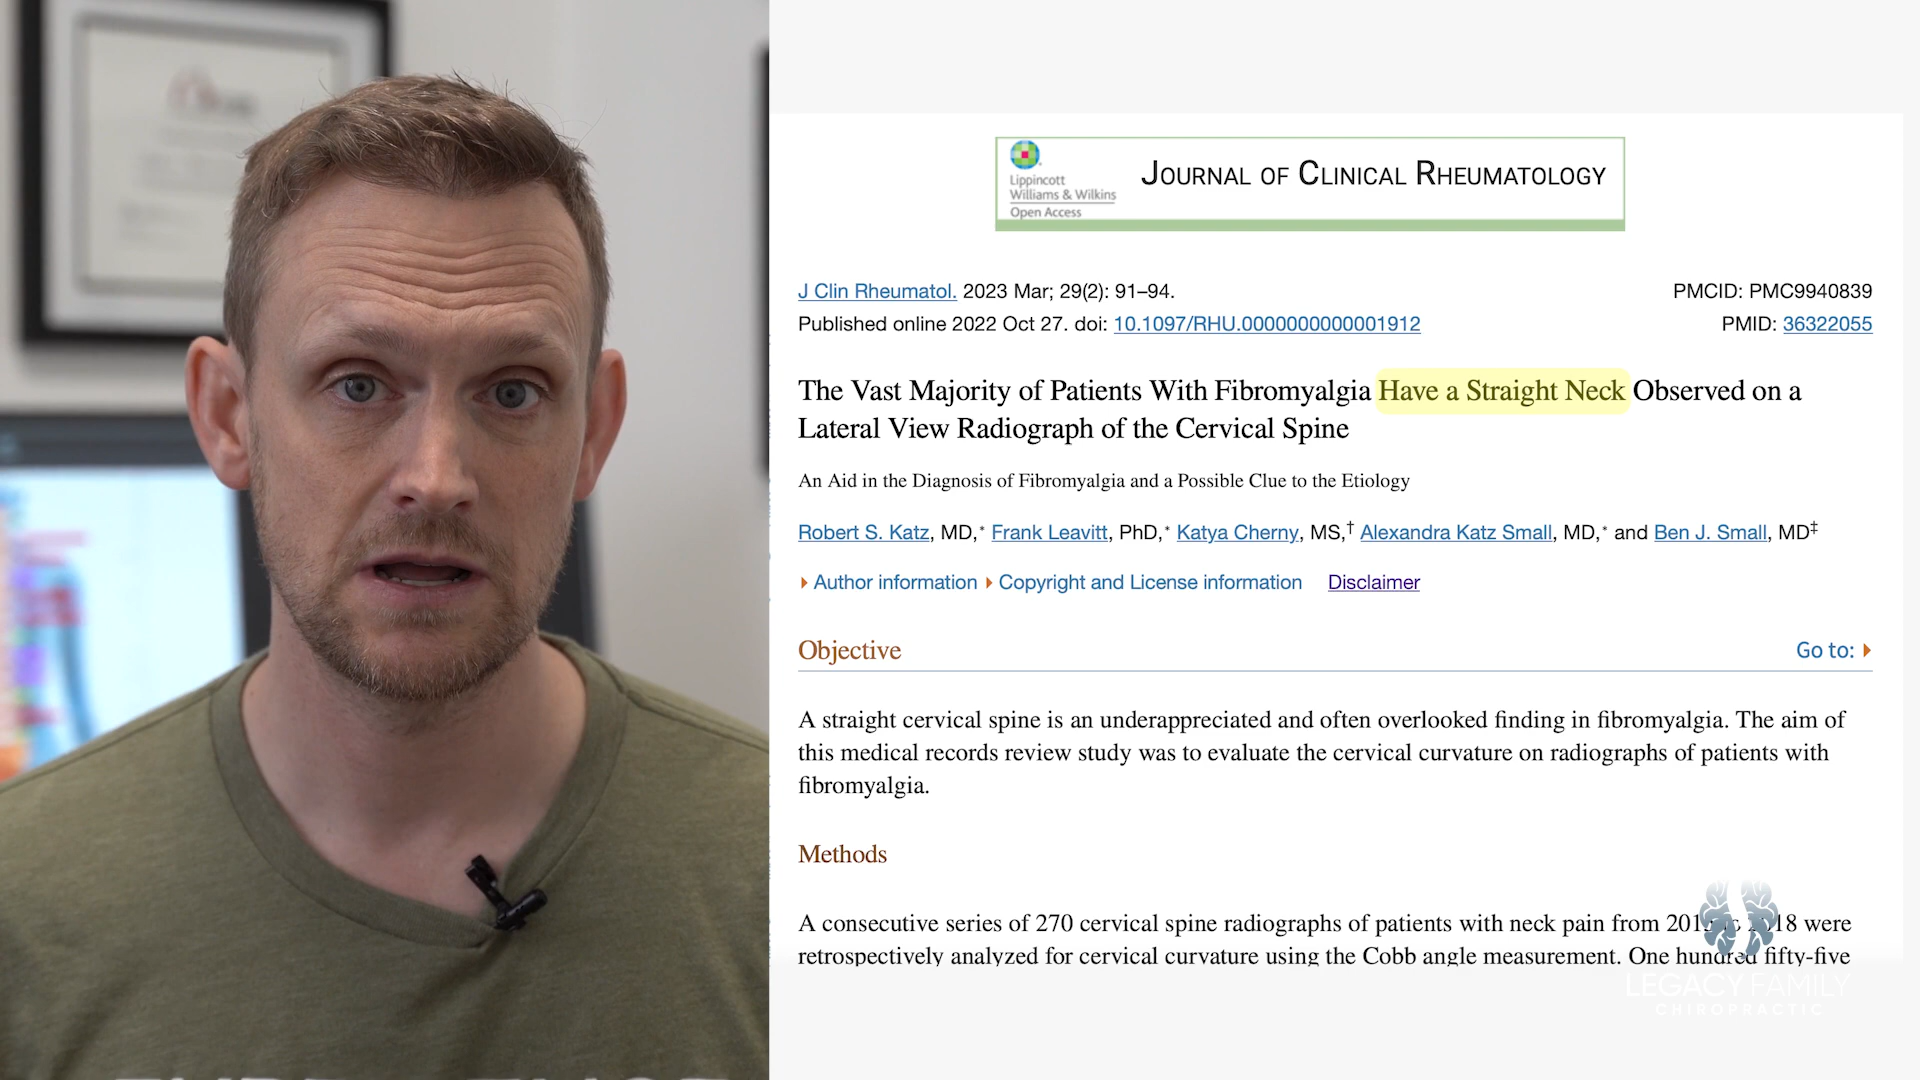 Lippincott
Williams & Wilkins
Open Access
JOURNAL OF CLINICAL RHEUMATOLOGY
J Clin Rheumatol. 2023 Mar; 29(2): 91–94.
PMCID: PMC9940839
Published online 2022 Oct 27. doi: 10.1097/RHU.0000000000001912
PMID: 36322055
The Vast Majority of Patients With Fibromyalgia Have a Straight Neck Observed on a
Lateral View Radiograph of the Cervical Spine
An Aid in the Diagnosis of Fibromyalgia and a Possible Clue to the Etiology
Robert S. Katz, MD,* Frank Leavitt, PhD,* Katya Cherny, MS,† Alexandra Katz Small, MD,* and Ben J. Small, MD‡
Author information Copyright and License information Disclaimer
Objective
Go to:
A straight cervical spine is an underappreciated and often overlooked finding in fibromyalgia. The aim of
this medical records review study was to evaluate the cervical curvature on radiographs of patients with
fibromyalgia.
Methods
A consecutive series of 270 cervical spine radiographs of patients with neck pain from were
retrospectively analyzed for cervical curvature using the Cobb angle measurement. One hundred fifty-five
LEGACY FAMILY
CHIROPRACTIC